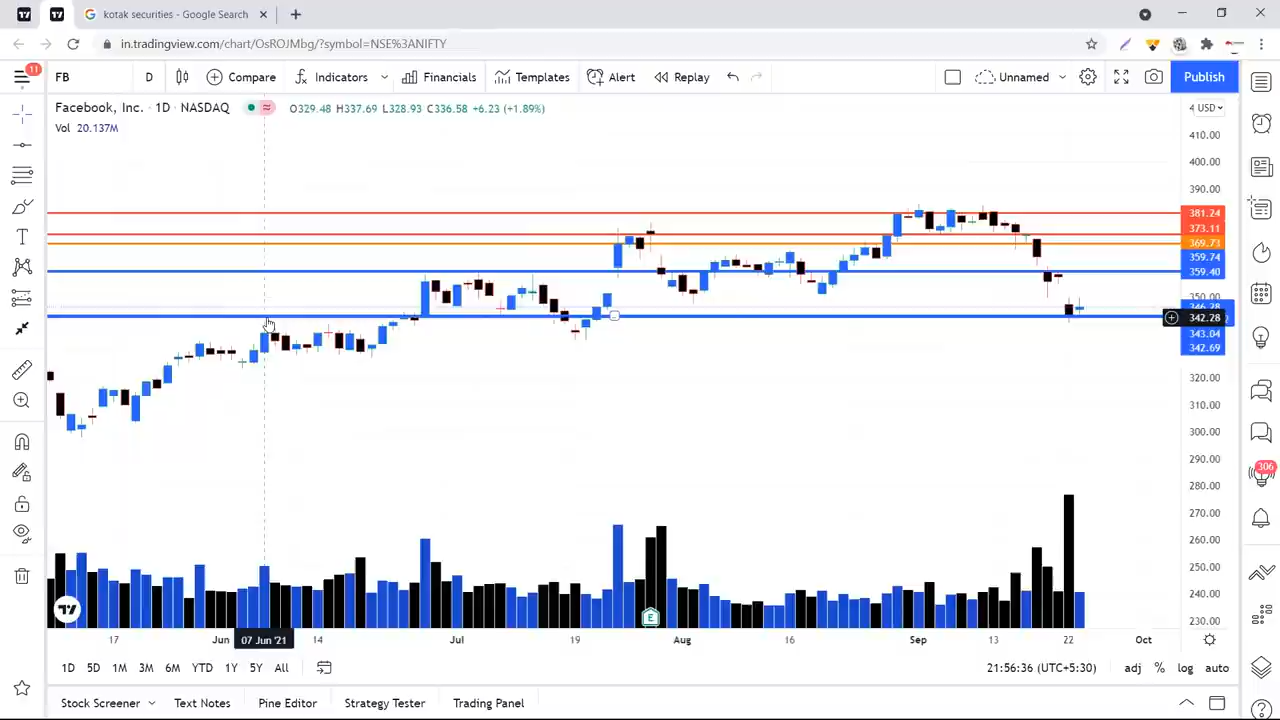 kotak securities - Google Search
in.tradingview.com/chart/OsROJMbg/?symbol=NSE%3ANIFTY
11
FB D Compare Indicators Financials Templates Alert Replay Unnamed Publish
Facebook, Inc. · 1D · NASDAQ O329.48 H337.69 L328.93 C336.58 +6.23 (+1.89%)
USD
Vol 20.137M
410.00
400.00
390.00
381.24
373.11
369.73
359.74
359.40
350.00
346.28
342.28
343.04
342.69
320.00
310.00
300.00
290.00
280.00
270.00
260.00
250.00
240.00
230.00
306
E
17 Jun 07 Jun '21 14 Jul 19 Aug 16 Sep 13 22 Oct
1D 5D 1M 3M 6M YTD 1Y 5Y All 21:56:36 (UTC+5:30) adj % log auto
Stock Screener Text Notes Pine Editor Strategy Tester Trading Panel